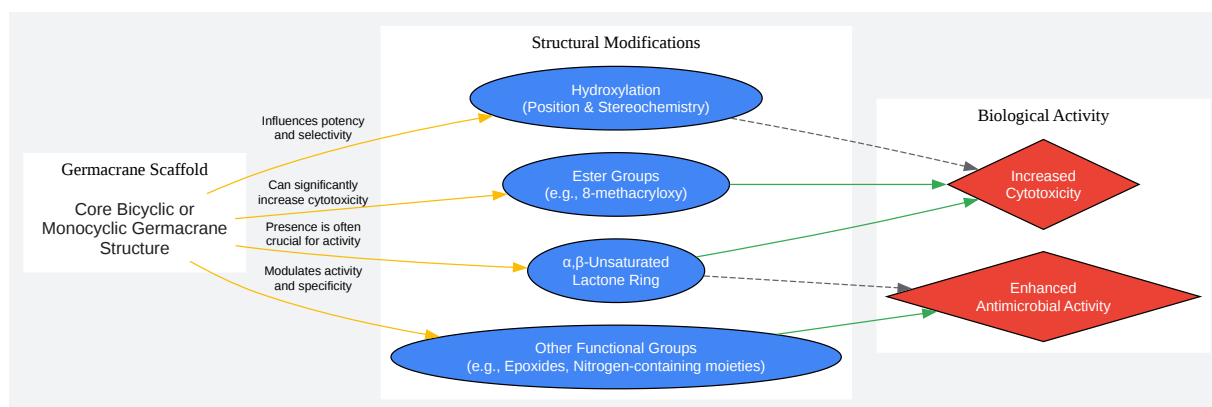 Structural Modifications
Hydroxylation
(Position & Stereochemistry)
Influences potency
and selectivity
Biological Activity
Germacrane Scaffold
Core Bicyclic or
Monocyclic Germacrane
Structure
Can significantly
increase cytotoxicity
Ester Groups
(e.g., 8-methacryloxy)
Increased
Cytotoxicity
Presence is often
crucial for activity
α,β-Unsaturated
Lactone Ring
Modulates activity
and specificity
Enhanced
Antimicrobial Activity
Other Functional Groups
(e.g., Epoxides, Nitrogen-containing moieties)